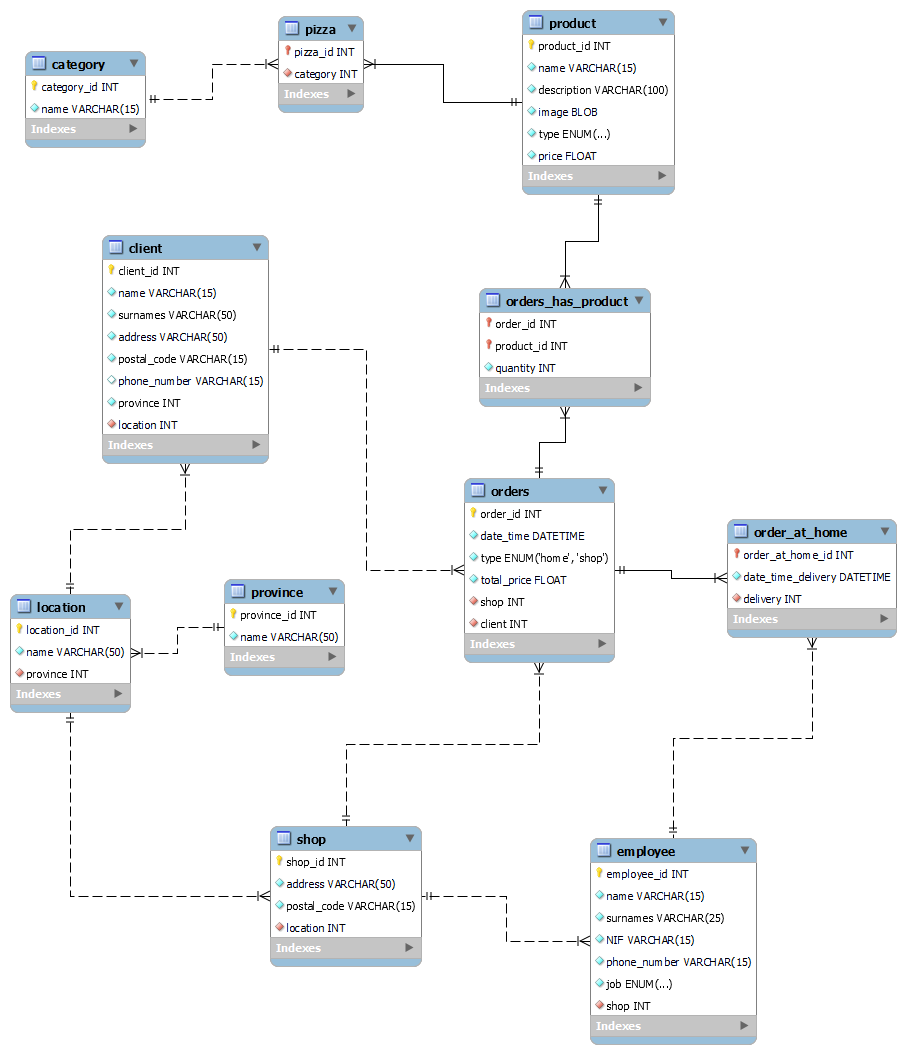 category
category_id INT
name VARCHAR(15)
Indexes
pizza
pizza_id INT
category INT
Indexes
product
product_id INT
name VARCHAR(15)
description VARCHAR(100)
image BLOB
type ENUM(...)
price FLOAT
Indexes
client
client_id INT
name VARCHAR(15)
surnames VARCHAR(50)
address VARCHAR(50)
postal_code VARCHAR(15)
phone_number VARCHAR(15)
province INT
location INT
Indexes
orders_has_product
order_id INT
product_id INT
quantity INT
Indexes
orders
order_id INT
date_time DATETIME
type ENUM('home', 'shop')
total_price FLOAT
shop INT
client INT
Indexes
order_at_home
order_at_home_id INT
date_time_delivery DATETIME
delivery INT
Indexes
location
location_id INT
name VARCHAR(50)
province INT
Indexes
province
province_id INT
name VARCHAR(50)
Indexes
shop
shop_id INT
address VARCHAR(50)
postal_code VARCHAR(15)
location INT
Indexes
employee
employee_id INT
name VARCHAR(15)
surnames VARCHAR(25)
NIF VARCHAR(15)
phone_number VARCHAR(15)
job ENUM(...)
shop INT
Indexes